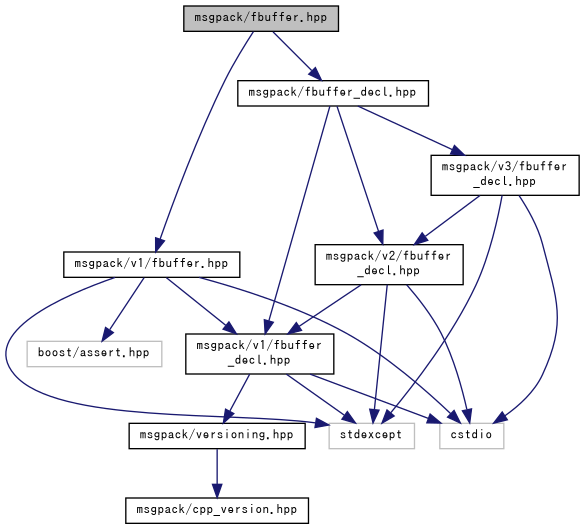 msgpack/fbuffer.hpp
msgpack/fbuffer_decl.hpp
msgpack/v3/fbuffer
_decl.hpp
msgpack/v1/fbuffer.hpp
msgpack/v2/fbuffer
_decl.hpp
boost/assert.hpp
msgpack/v1/fbuffer
_decl.hpp
msgpack/versioning.hpp
stdexcept
cstdio
msgpack/cpp_version.hpp